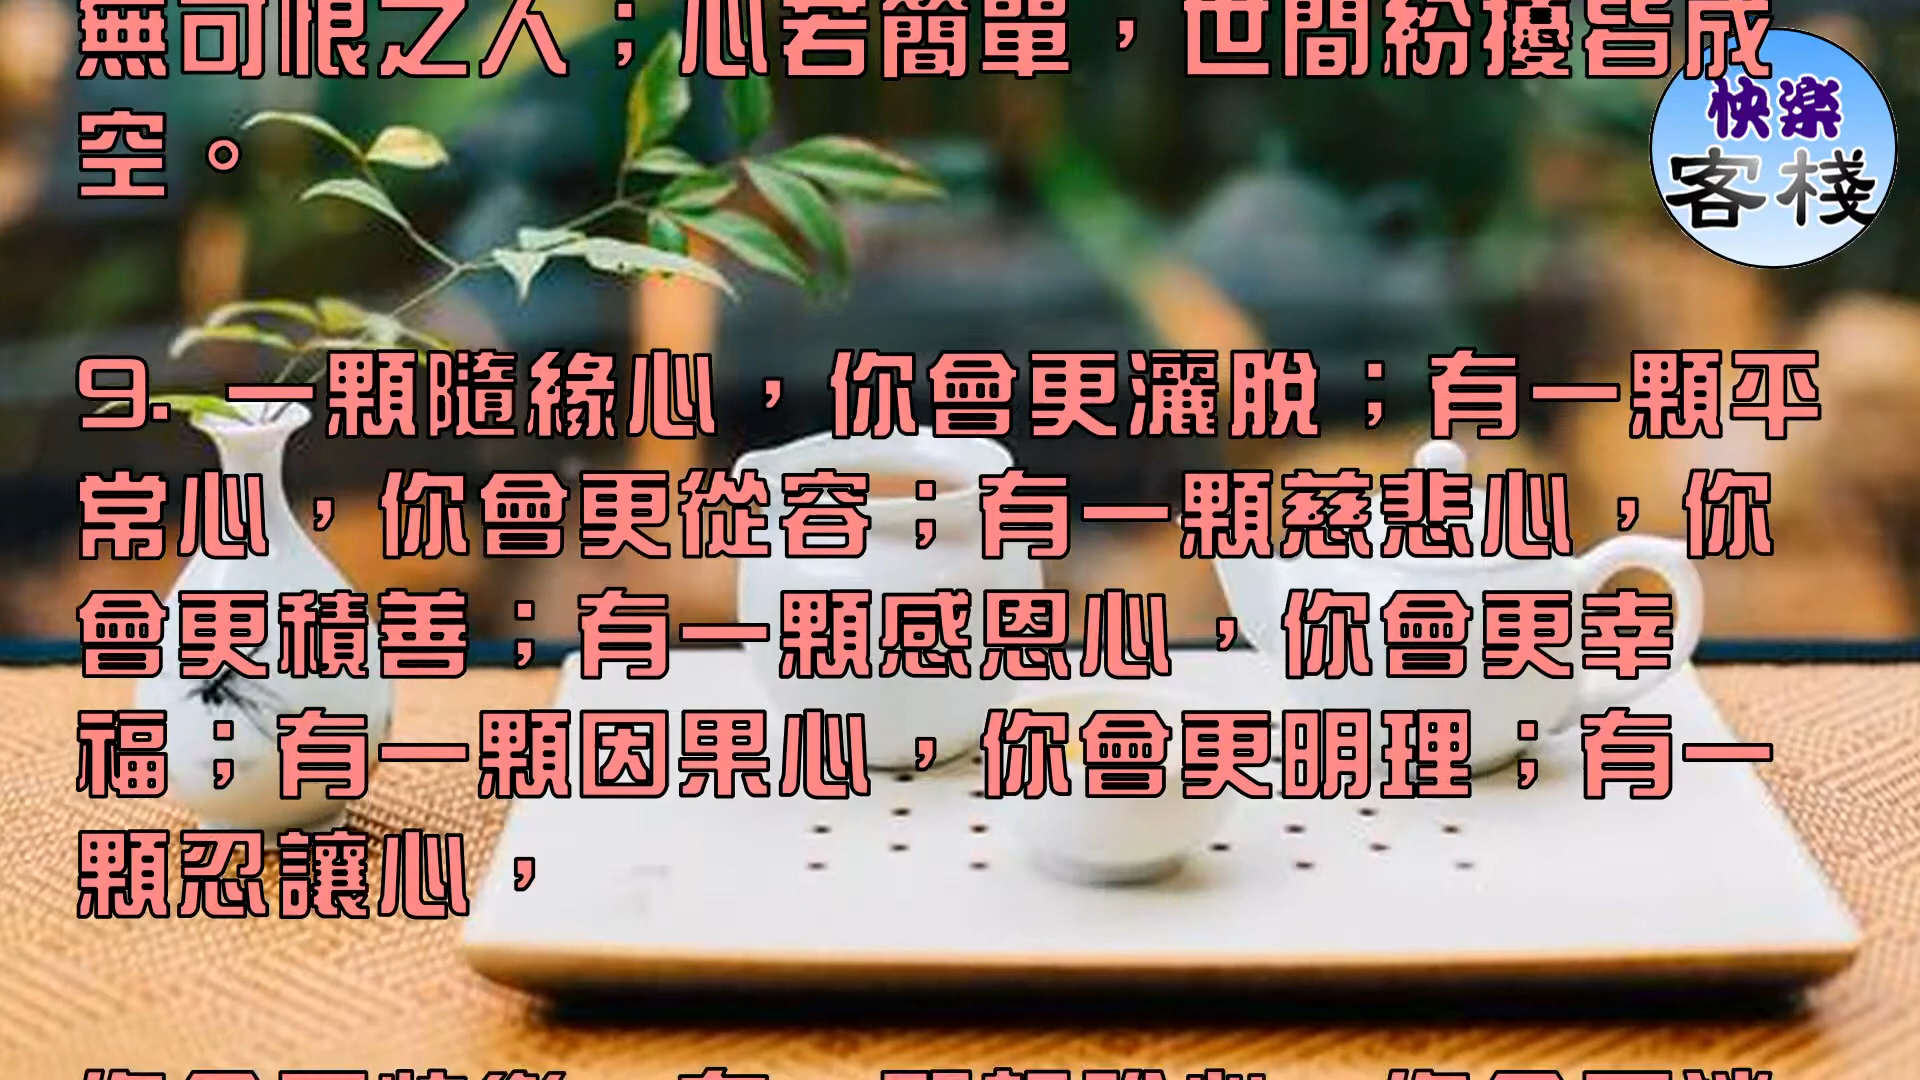 無可恨之人；心若簡單，世間紛擾皆成
空。
快樂
客棧
9. 一顆隨緣心，你會更灑脫；有一顆平
常心，你會更從容；有一顆慈悲心，你
會更積善；有一顆感恩心，你會更幸
福；有一顆因果心，你會更明理；有一
顆忍讓心，